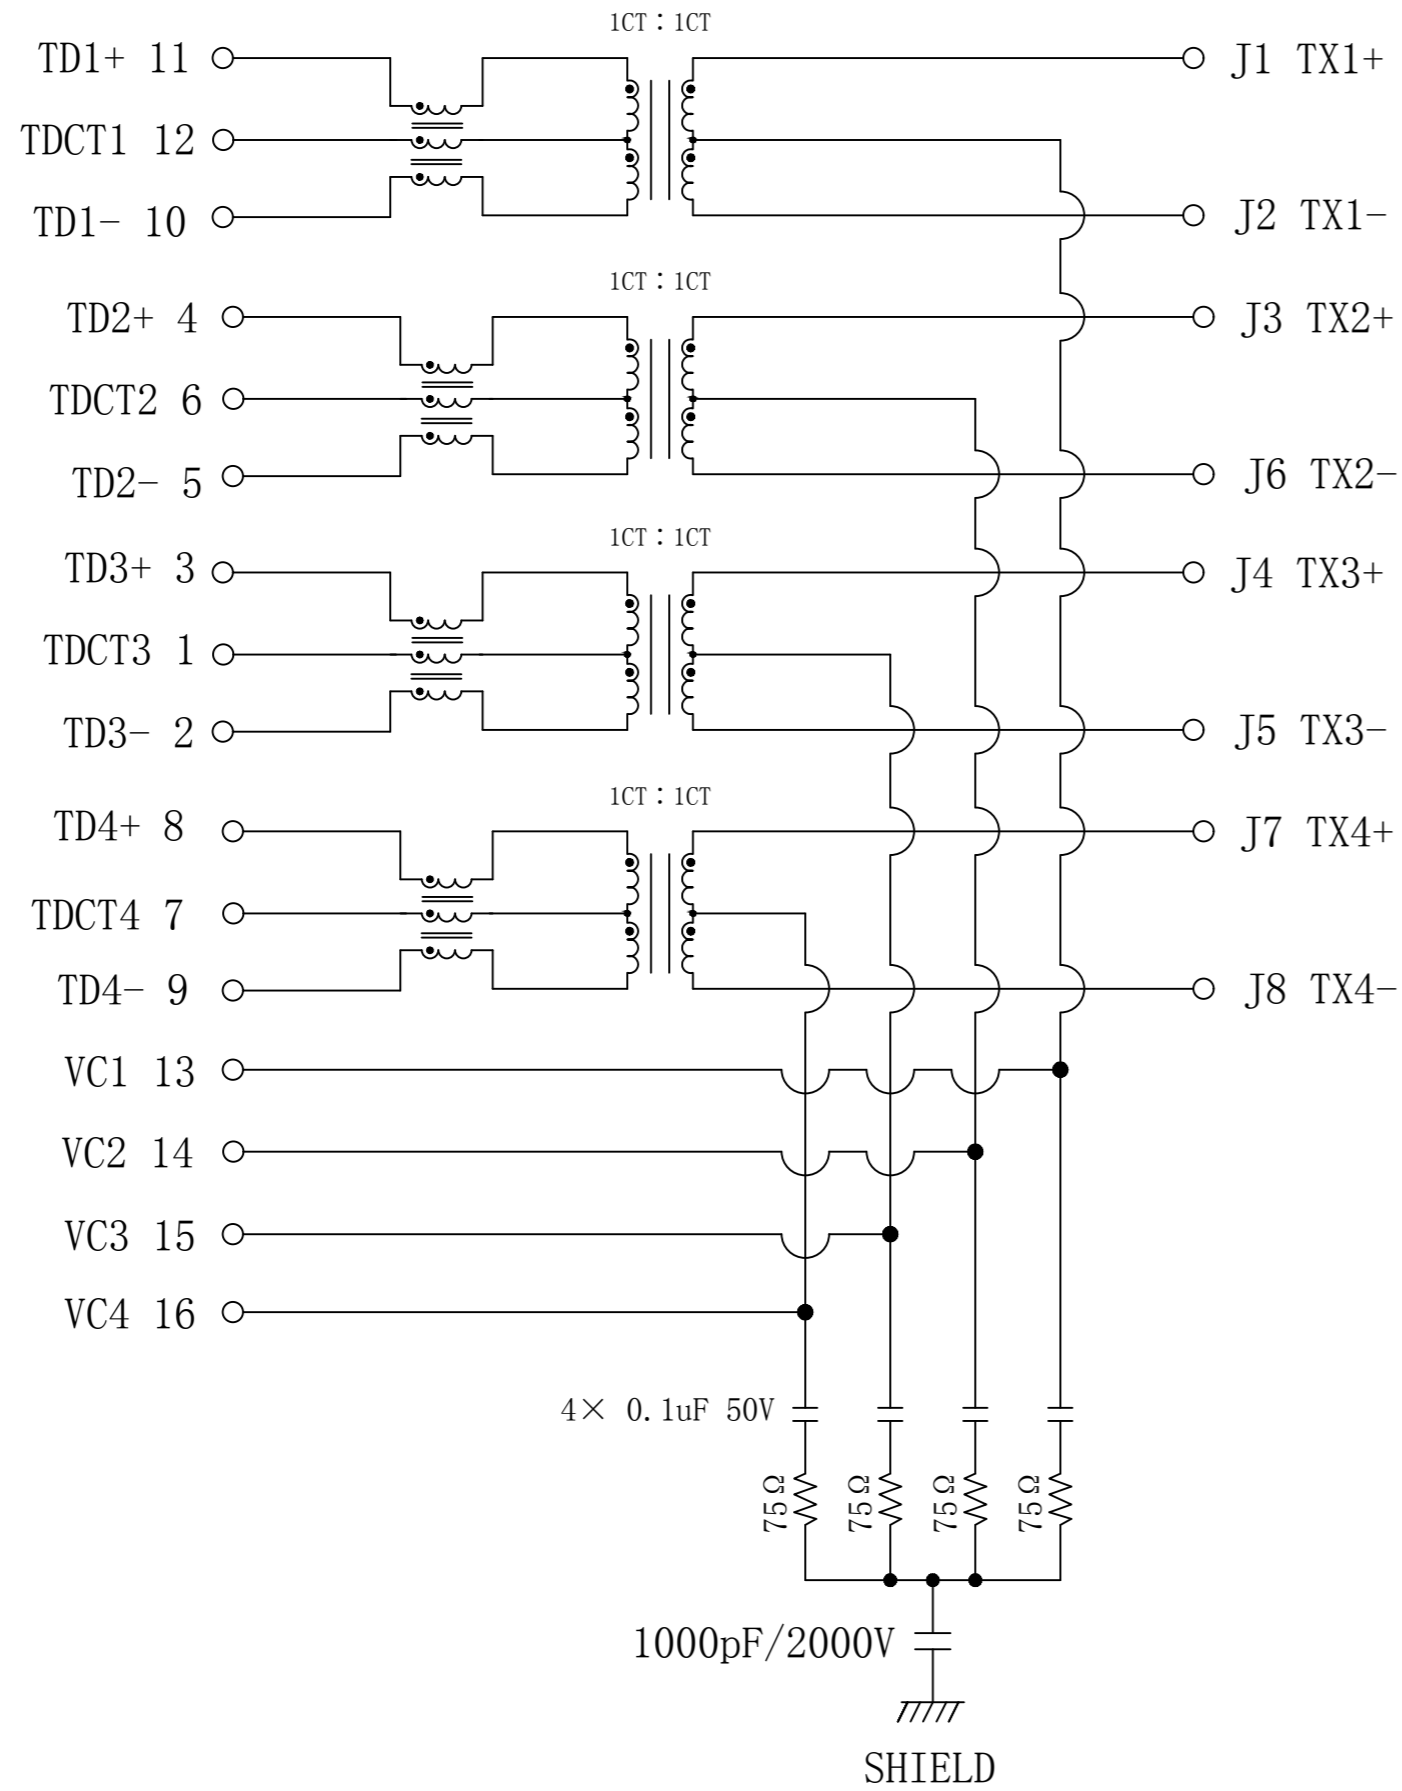 1CT：1CT
TD1+ 11
J1 TX1+
TDCT1 12
TD1- 10
J2 TX1-
1CT：1CT
TD2+ 4
J3 TX2+
TDCT2 6
TD2- 5
J6 TX2-
1CT：1CT
TD3+ 3
J4 TX3+
TDCT3 1
TD3- 2
J5 TX3-
1CT：1CT
TD4+ 8
J7 TX4+
TDCT4 7
TD4- 9
J8 TX4-
VC1 13
VC2 14
VC3 15
VC4 16
4× 0.1uF 50V
75Ω
75Ω
75Ω
75Ω
1000pF/2000V
SHIELD